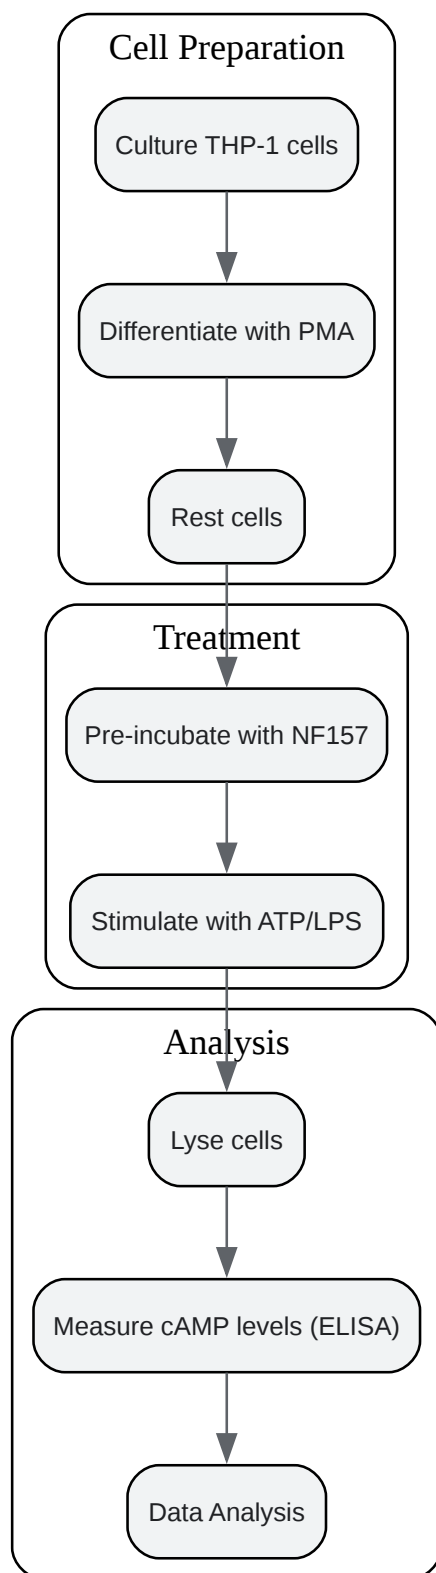 Cell Preparation
Culture THP-1 cells
Differentiate with PMA
Rest cells
Treatment
Pre-incubate with NF157
Stimulate with ATP/LPS
Analysis
Lyse cells
Measure cAMP levels (ELISA)
Data Analysis